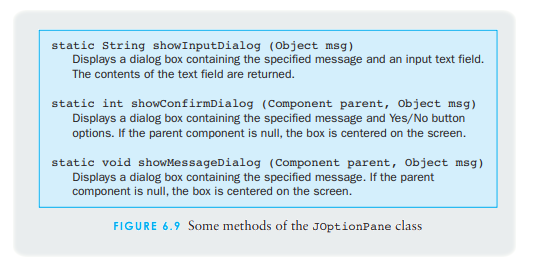 static String showInputDialog (Object msg)
Displays a dialog box containing the specified message and an input text field.
The contents of the text field are returned.
static int showConfirmDialog (Component parent, Object msg)
Displays a dialog box containing the specified message and Yes/No button
options. If the parent component is null, the box is centered on the screen.
static void showMessageDialog (Component parent, Object msg)
Displays a dialog box containing the specified message. If the parent
component is null, the box is centered on the screen.
FIGURE 6.9 Some methods of the JOptionPane class